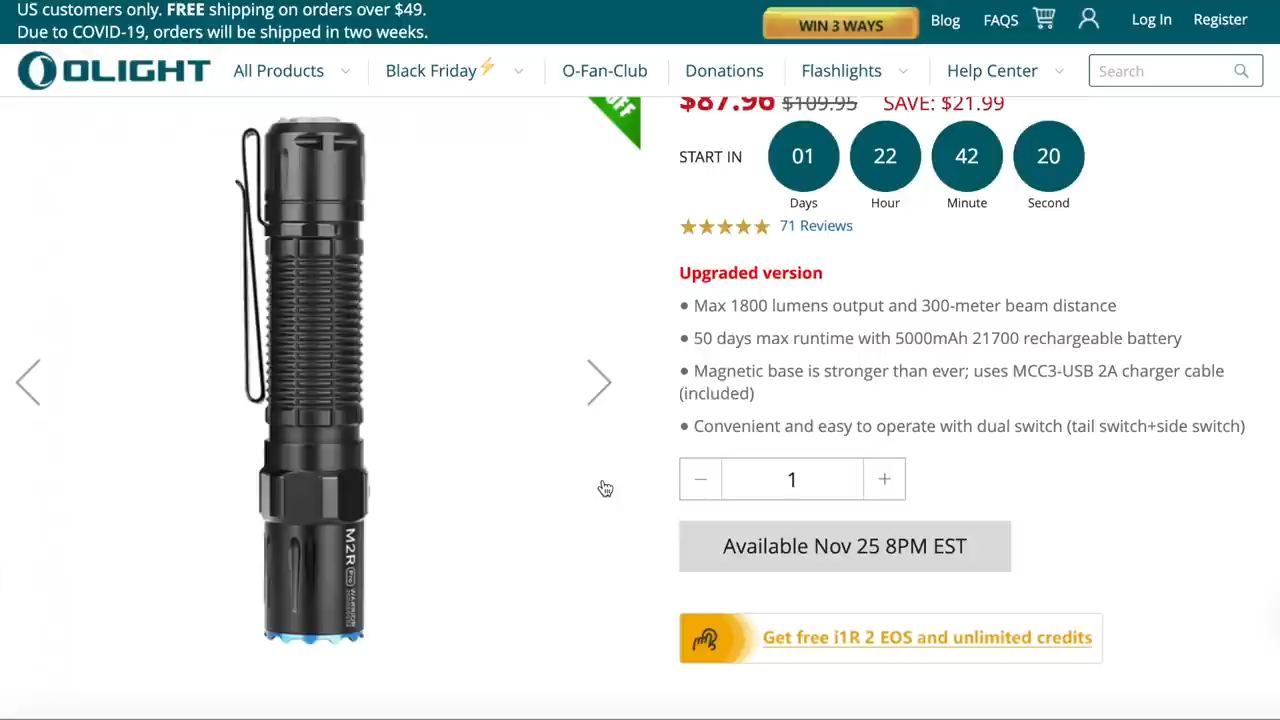 US customers only. FREE shipping on orders over $49.
Due to COVID-19, orders will be shipped in two weeks.
WIN 3 WAYS
Blog
FAQS
Log In
Register
OLIGHT
All Products
Black Friday⚡
O-Fan-Club
Donations
Flashlights
Help Center
Search
OFF
$87.96 $109.95 SAVE: $21.99
START IN
01
22
42
20
Days
Hour
Minute
Second
71 Reviews
Upgraded version
● Max 1800 lumens output and 300-meter beam distance
● 50 days max runtime with 5000mAh 21700 rechargeable battery
● Magnetic base is stronger than ever; uses MCC3-USB 2A charger cable
(included)
● Convenient and easy to operate with dual switch (tail switch+side switch)
− 1 +
Available Nov 25 8PM EST
Get free i1R 2 EOS and unlimited credits
M2R Pro WARRIOR